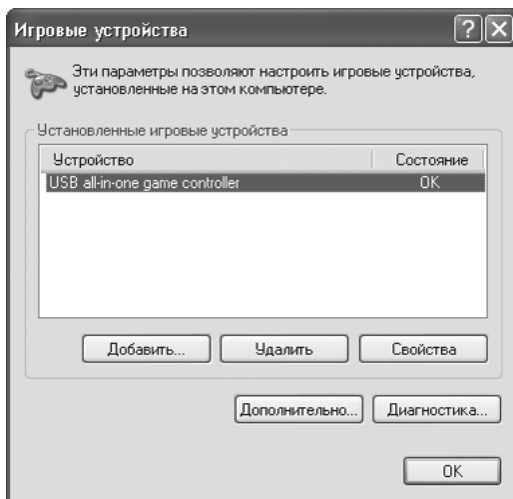 Игровые устройства
Эти параметры позволяют настроить игровые устройства,
установленные на этом компьютере.
Установленные игровые устройства
Устройство Состояние
USB all-in-one game controller OK
Добавить... Удалить Свойства
Дополнительно... Диагностика...
OK